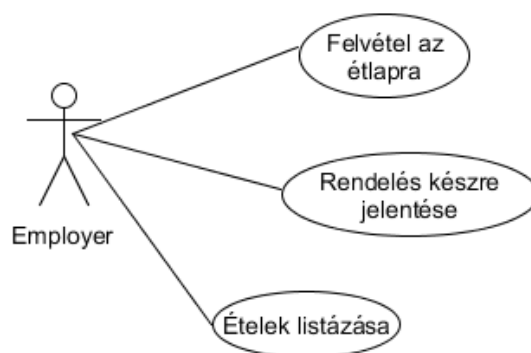 Felvétel az
étlapra
Rendelés készre
jelentése
Employer
Ételek listázása